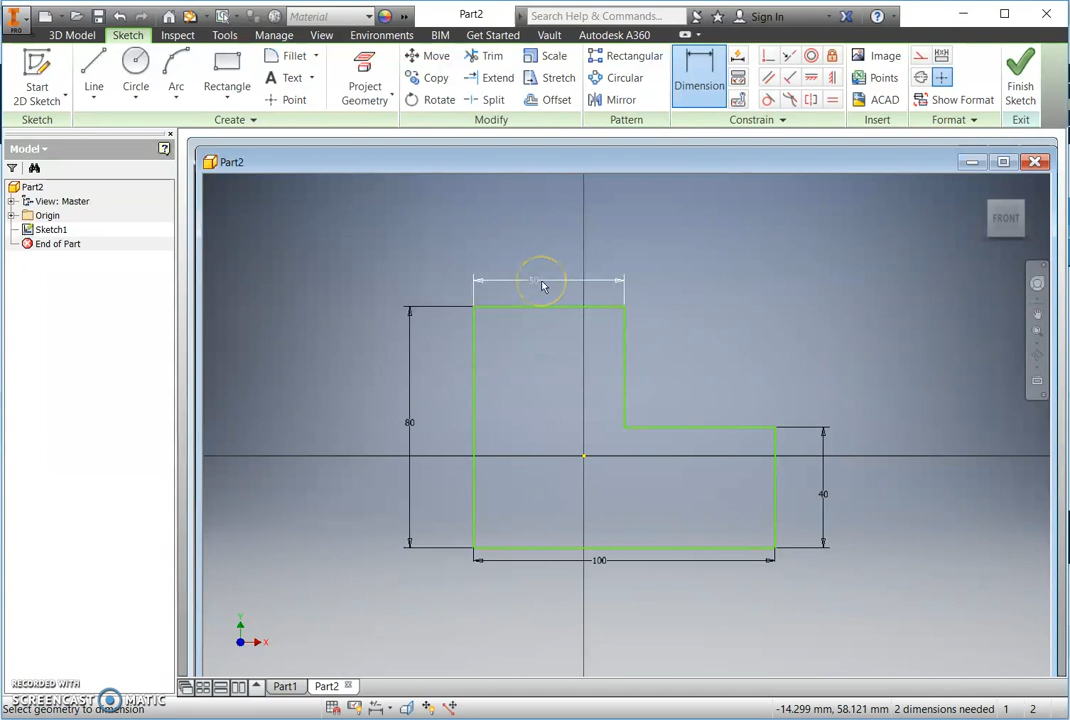 Material
Part2
Search Help & Commands...
Sign In
PRO
3D Model
Sketch
Inspect
Tools
Manage
View
Environments
BIM
Get Started
Vault
Autodesk A360
Start
2D Sketch
Line
Circle
Arc
Rectangle
Fillet
Text
Point
Project
Geometry
Move
Copy
Rotate
Trim
Extend
Split
Scale
Stretch
Offset
Rectangular
Circular
Mirror
Dimension
Image
Points
ACAD
Show Format
Finish
Sketch
Sketch
Create
Modify
Pattern
Constrain
Insert
Format
Exit
Model
Part2
View: Master
Origin
Sketch1
End of Part
Part2
FRONT
80
40
100
Y
X
RECORDED WITH
SCREENCAST MATIC
Part1
Part2
Select geometry to dimension
-14.299 mm, 58.121 mm
2 dimensions needed
1
2